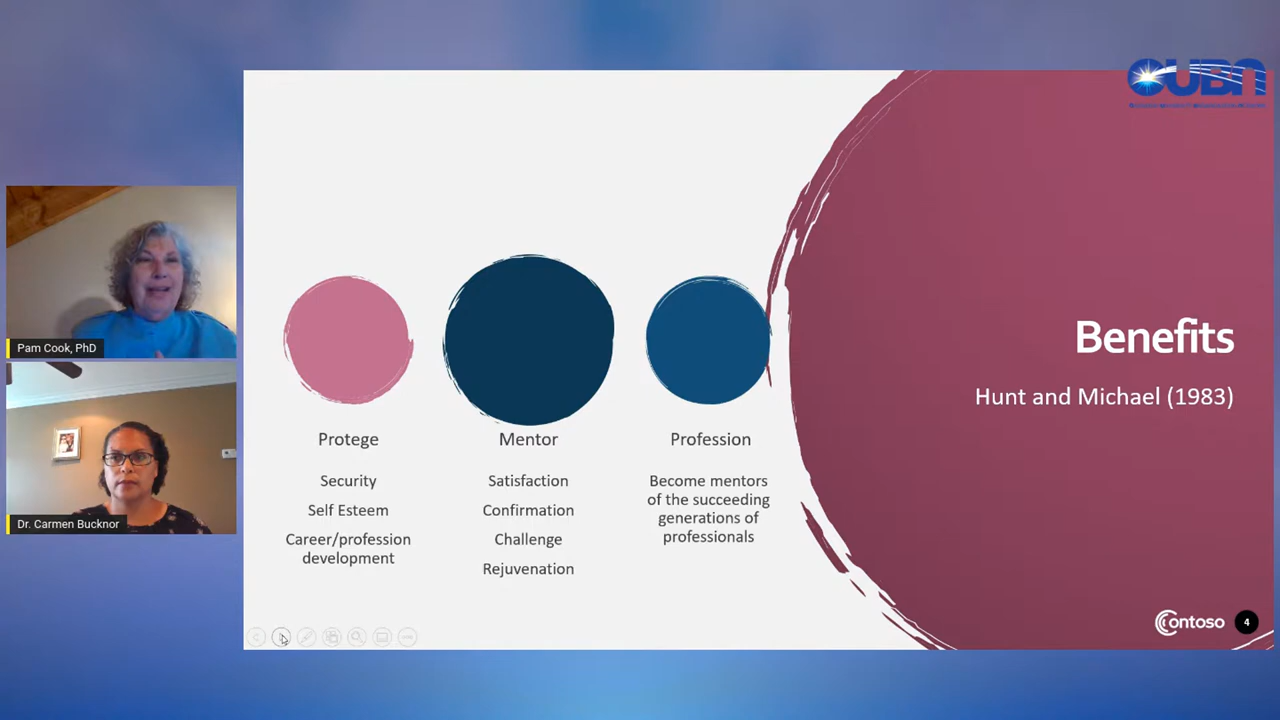 CUBN
Pam Cook, PhD
Dr. Carmen Bucknor
Protege
Security
Self Esteem
Career/profession
development
Mentor
Satisfaction
Confirmation
Challenge
Rejuvenation
Profession
Become mentors
of the succeeding
generations of
professionals
Benefits
Hunt and Michael (1983)
Contoso
4